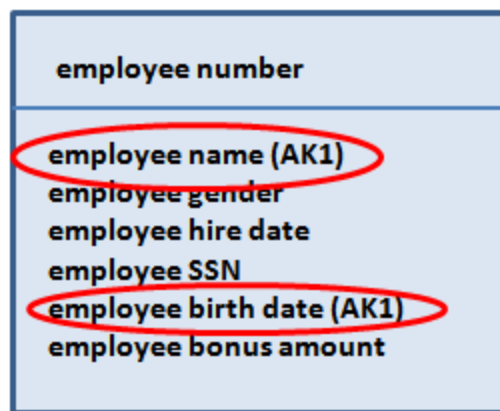 employee number
employee name (AK1)
employee gender
employee hire date
employee SSN
employee birth date (AK1)
employee bonus amount